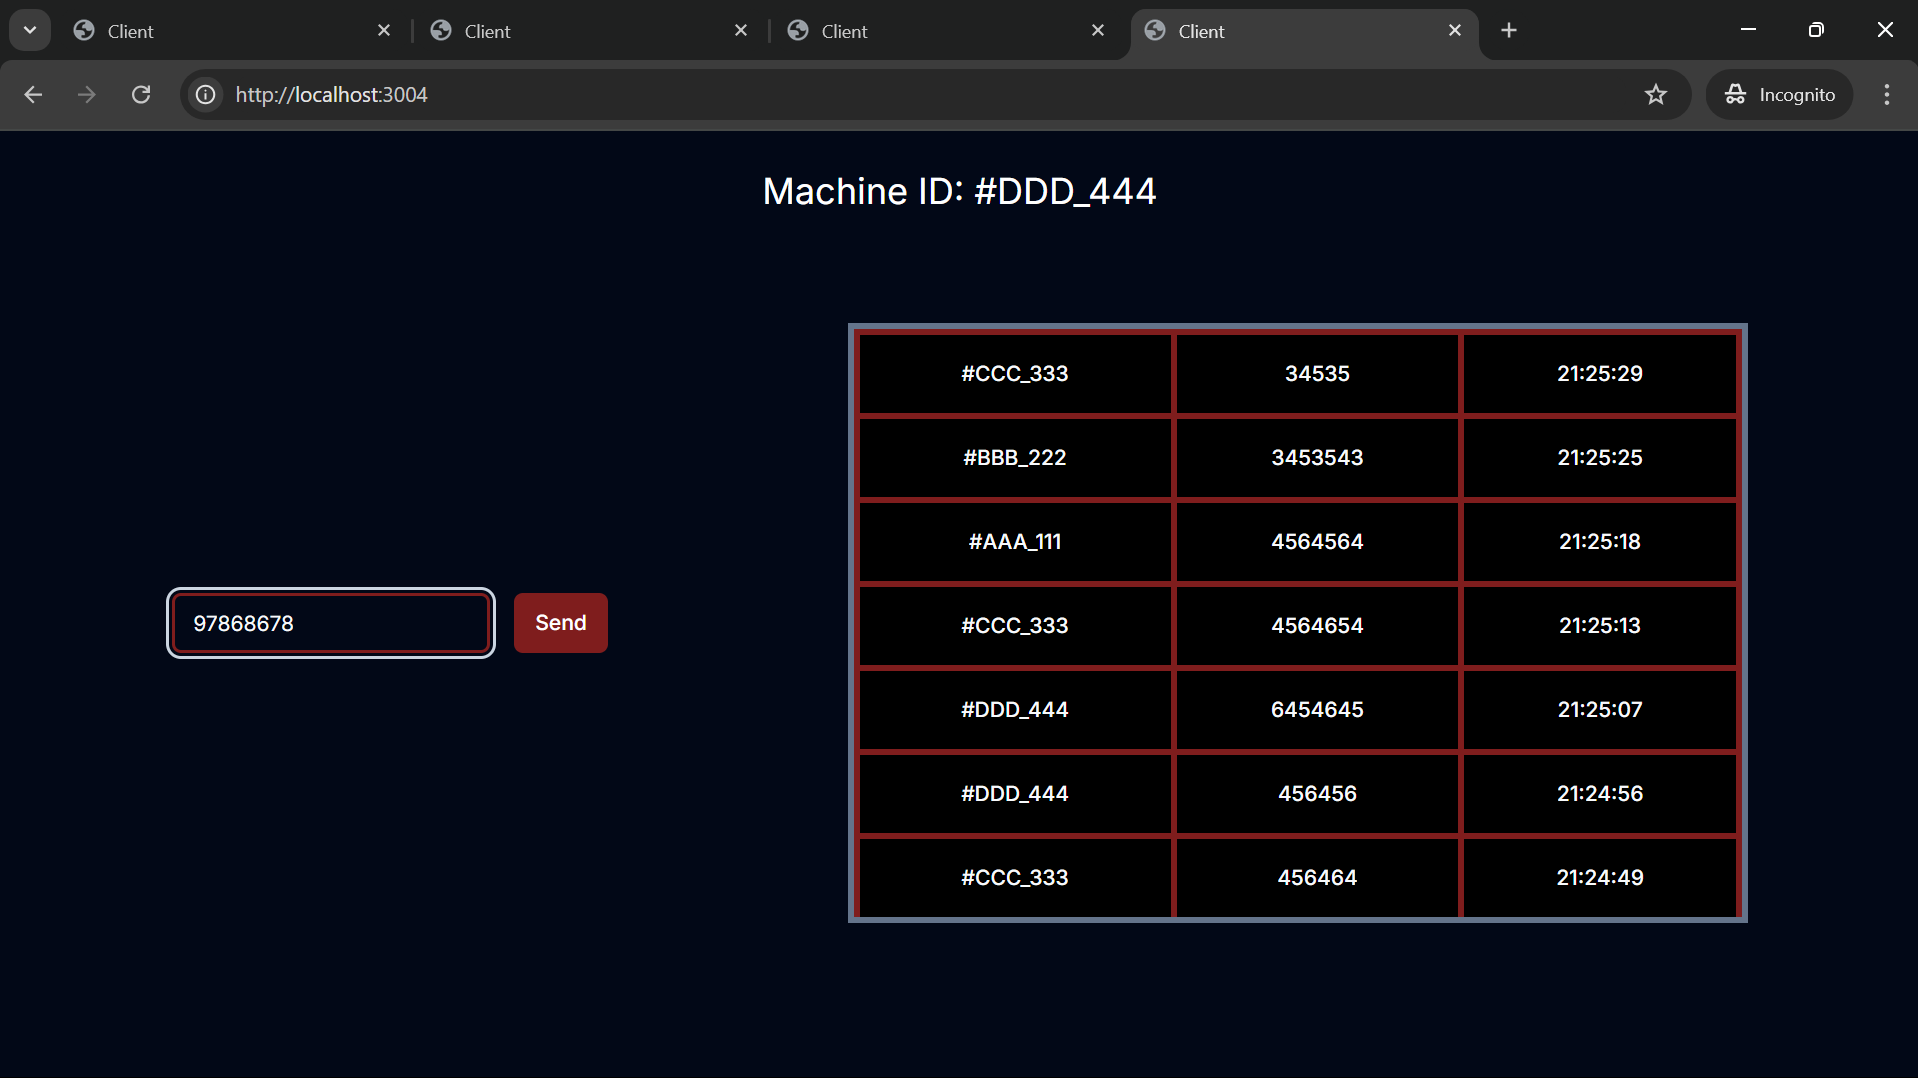 Client
Client
Client
Client
http://localhost:3004
Incognito
Machine ID: #DDD_444
97868678
Send
#CCC_333 34535 21:25:29
#BBB_222 3453543 21:25:25
#AAA_111 4564564 21:25:18
#CCC_333 4564654 21:25:13
#DDD_444 6454645 21:25:07
#DDD_444 456456 21:24:56
#CCC_333 456464 21:24:49